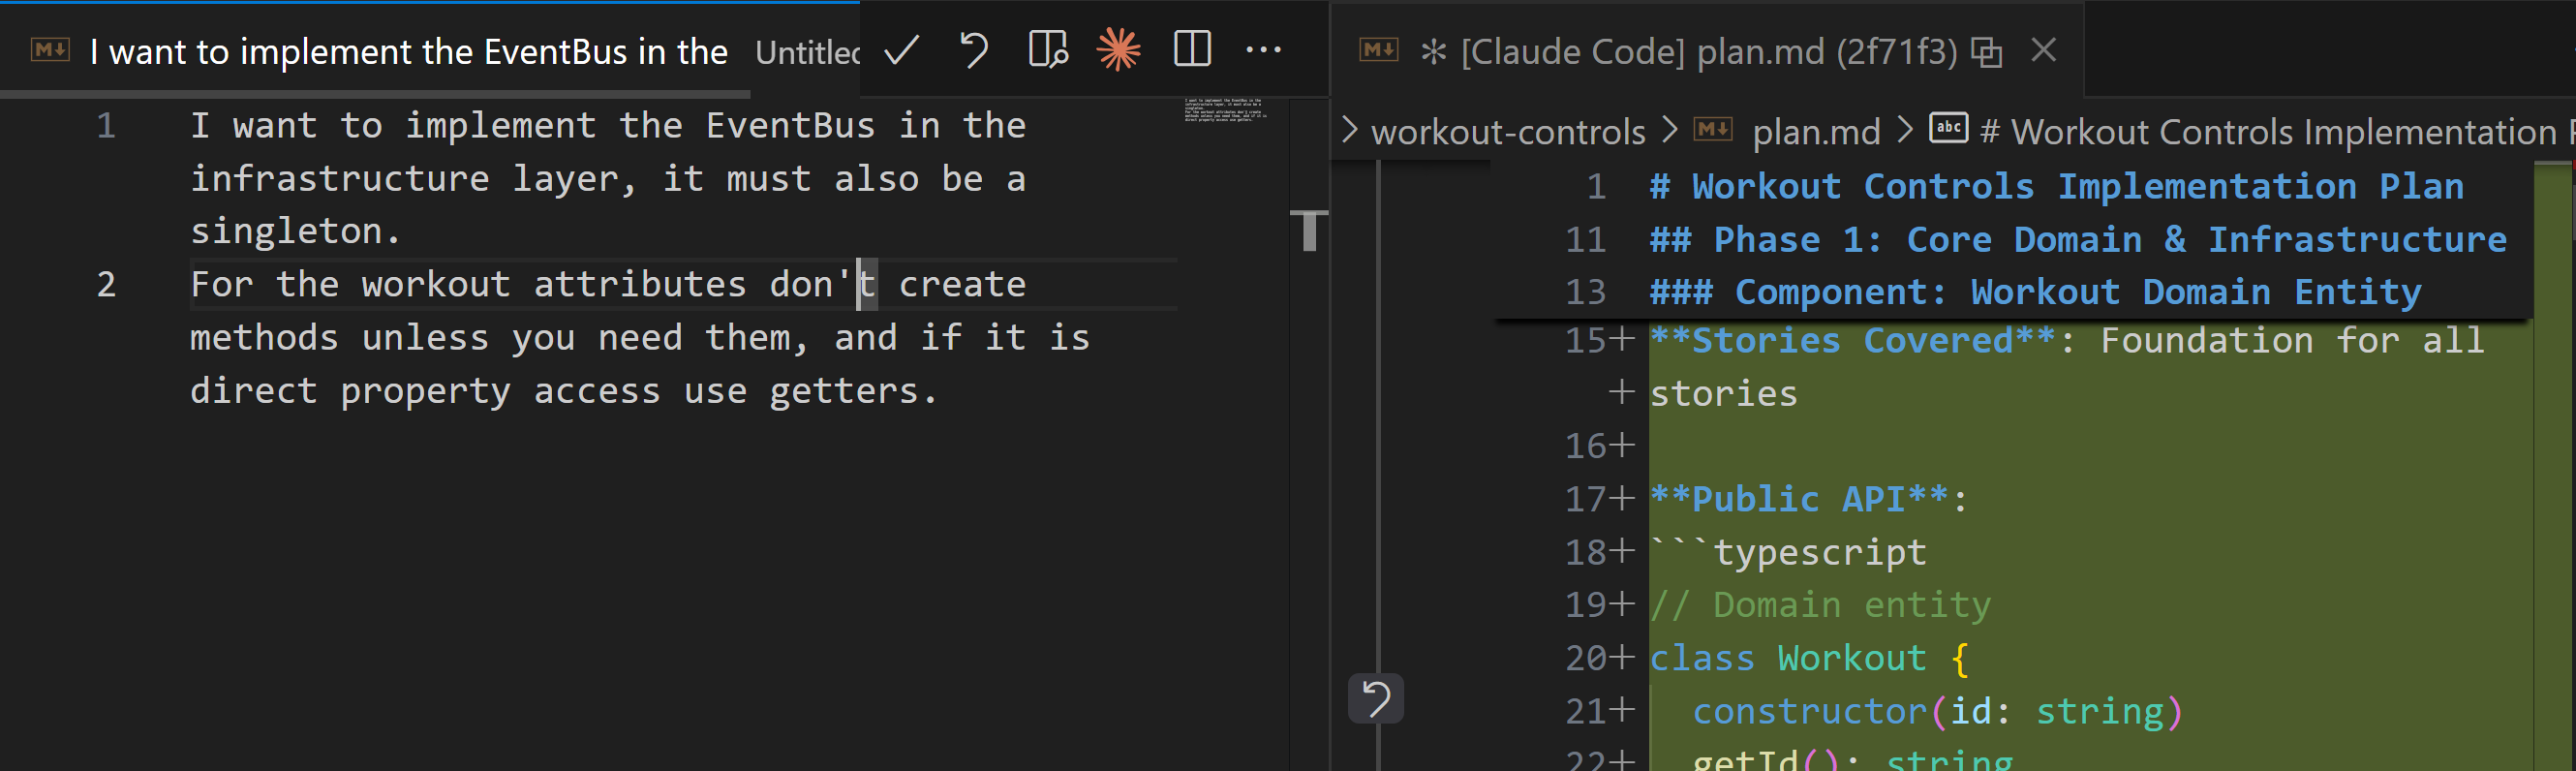 I want to implement the EventBus in the Untitled
[Claude Code] plan.md (2f71f3)
1 I want to implement the EventBus in the
infrastructure layer, it must also be a
singleton.
2 For the workout attributes don't create
methods unless you need them, and if it is
direct property access use getters.
> workout-controls > plan.md > abc # Workout Controls Implementation
1 # Workout Controls Implementation Plan
11 ## Phase 1: Core Domain & Infrastructure
13 ### Component: Workout Domain Entity
15+ **Stories Covered**: Foundation for all
+ stories
16+
17+ **Public API**:
18+ ```typescript
19+ // Domain entity
20+ class Workout {
21+ constructor(id: string)
22+ getId(): string